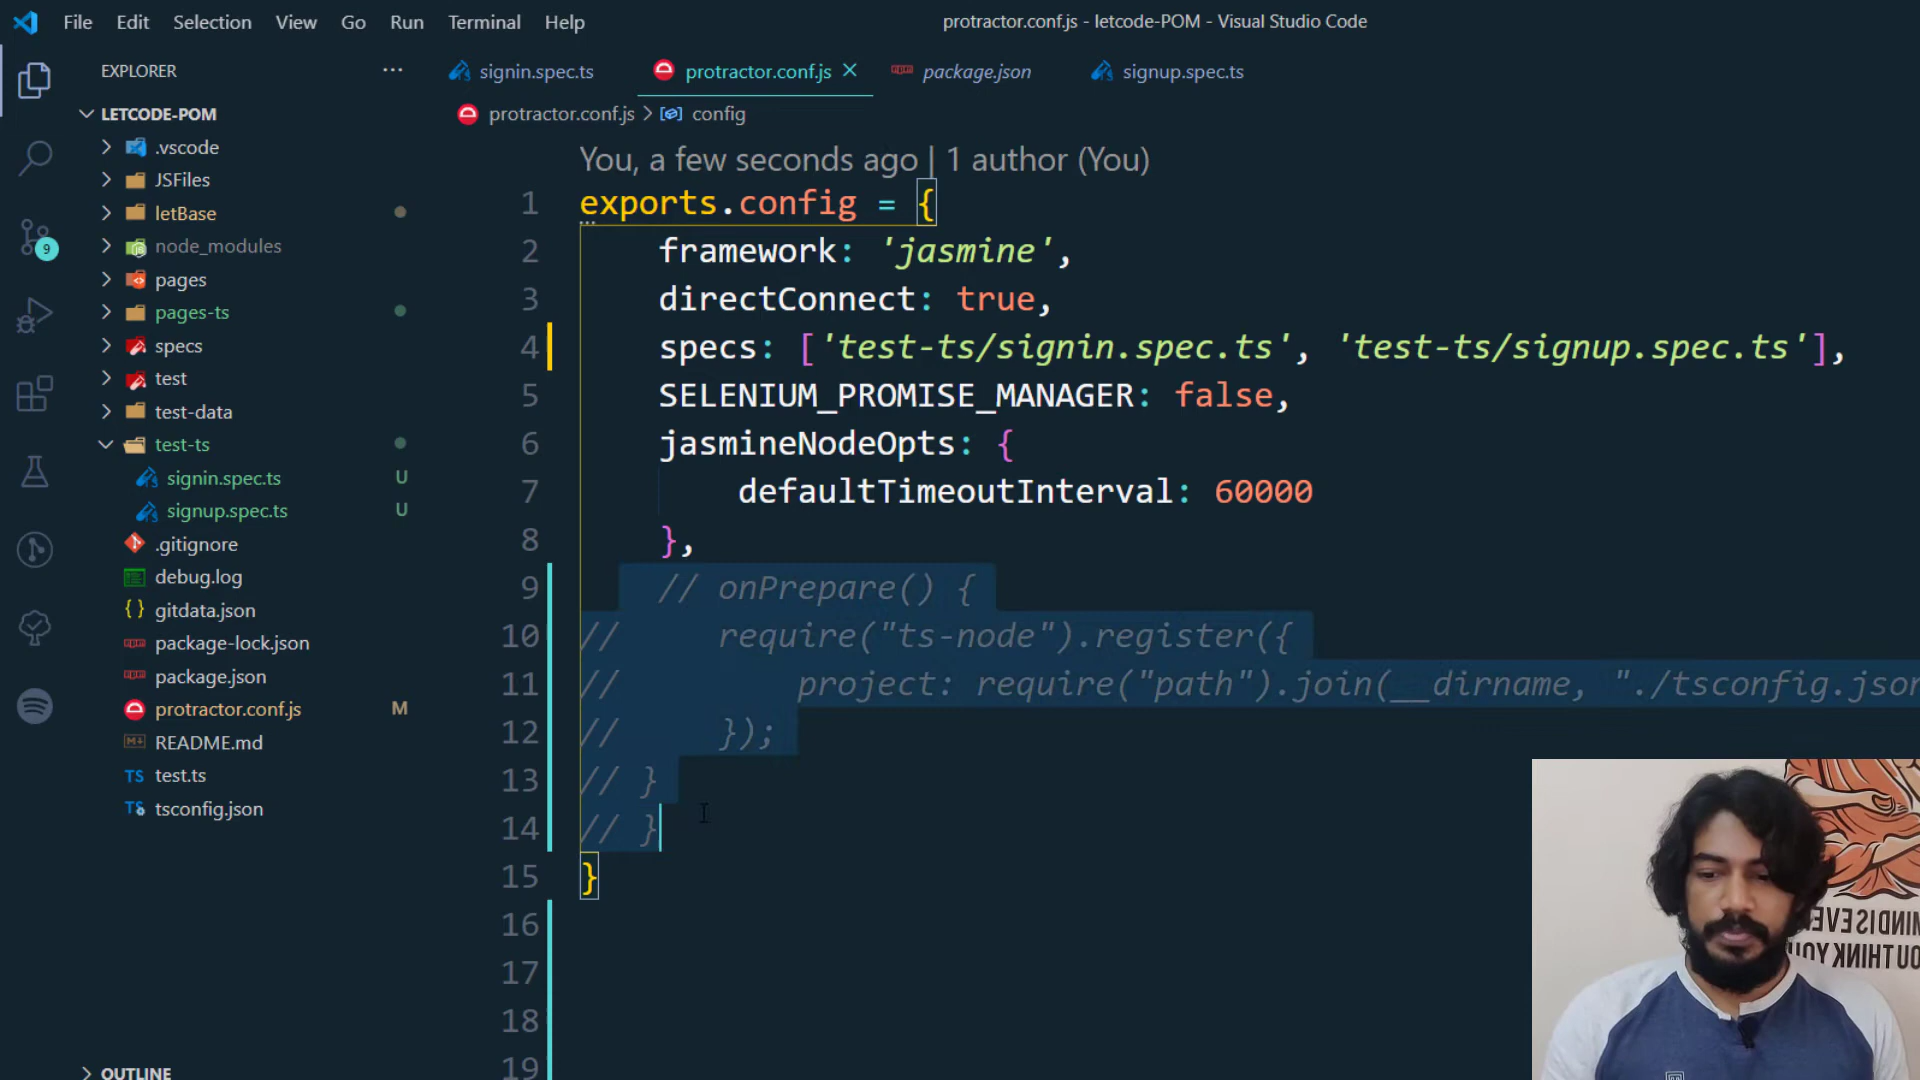 File Edit Selection View Go Run Terminal Help
protractor.conf.js - letcode-POM - Visual Studio Code
EXPLORER ...
LETCODE-POM
.vscode
JSFiles
letBase
node_modules
pages
pages-ts
specs
test
test-data
test-ts
signin.spec.ts U
signup.spec.ts U
.gitignore
debug.log
gitdata.json
package-lock.json
package.json
protractor.conf.js M
README.md
TS test.ts
TS tsconfig.json
OUTLINE
9
signin.spec.ts protractor.conf.js package.json signup.spec.ts
protractor.conf.js > config
You, a few seconds ago | 1 author (You)
1 exports.config = {
2 framework: 'jasmine',
3 directConnect: true,
4 specs: ['test-ts/signin.spec.ts', 'test-ts/signup.spec.ts'],
5 SELENIUM_PROMISE_MANAGER: false,
6 jasmineNodeOpts: {
7 defaultTimeoutInterval: 60000
8 },
9 // onPrepare() {
10 // require("ts-node").register({
11 // project: require("path").join(__dirname, "./tsconfig.json
12 // });
13 // }
14 // }
15 }
16
17
18
19